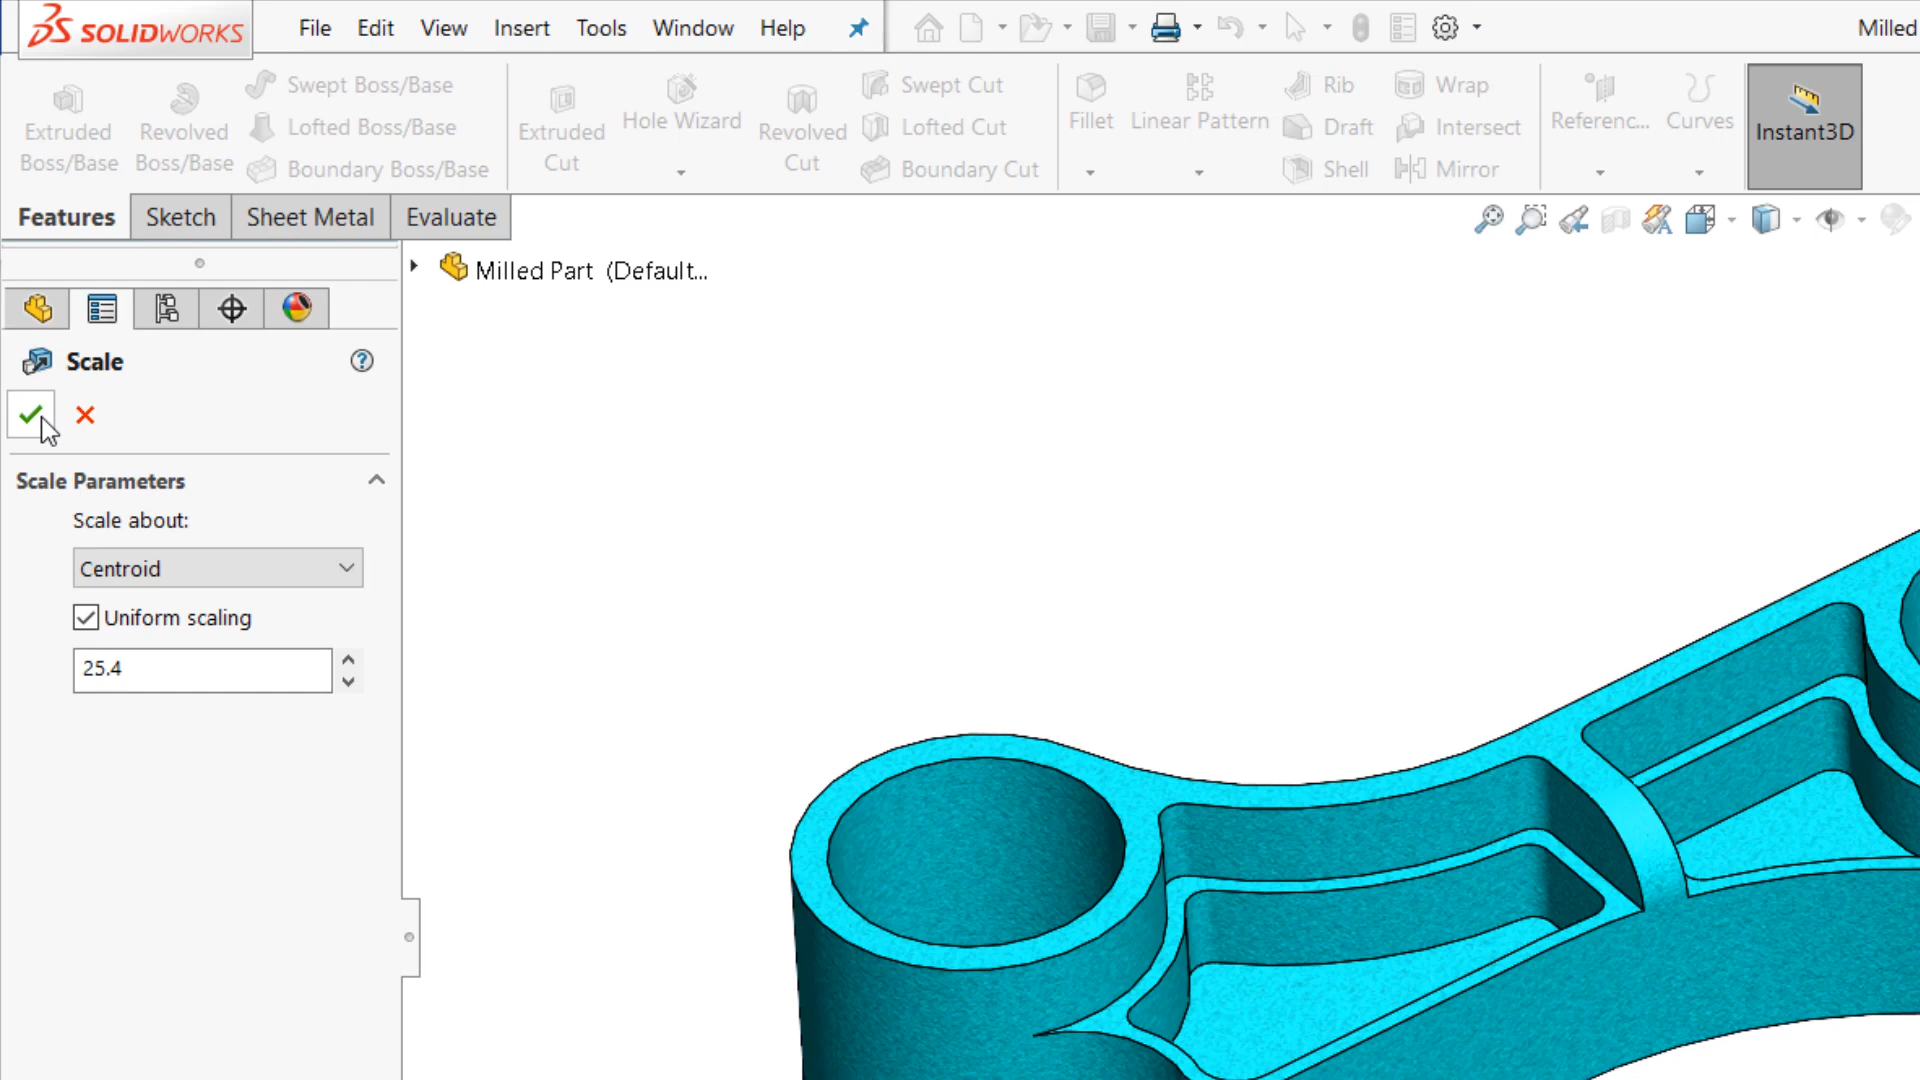 SOLIDWORKS
File Edit View Insert Tools Window Help
Milled
Extruded Boss/Base
Revolved Boss/Base
Swept Boss/Base
Lofted Boss/Base
Boundary Boss/Base
Extruded Cut
Hole Wizard
Revolved Cut
Swept Cut
Lofted Cut
Boundary Cut
Fillet
Linear Pattern
Rib
Draft
Shell
Wrap
Intersect
Mirror
Referenc...
Curves
Instant3D
Features Sketch Sheet Metal Evaluate
Milled Part (Default...
Scale
Scale Parameters
Scale about:
Centroid
Uniform scaling
25.4